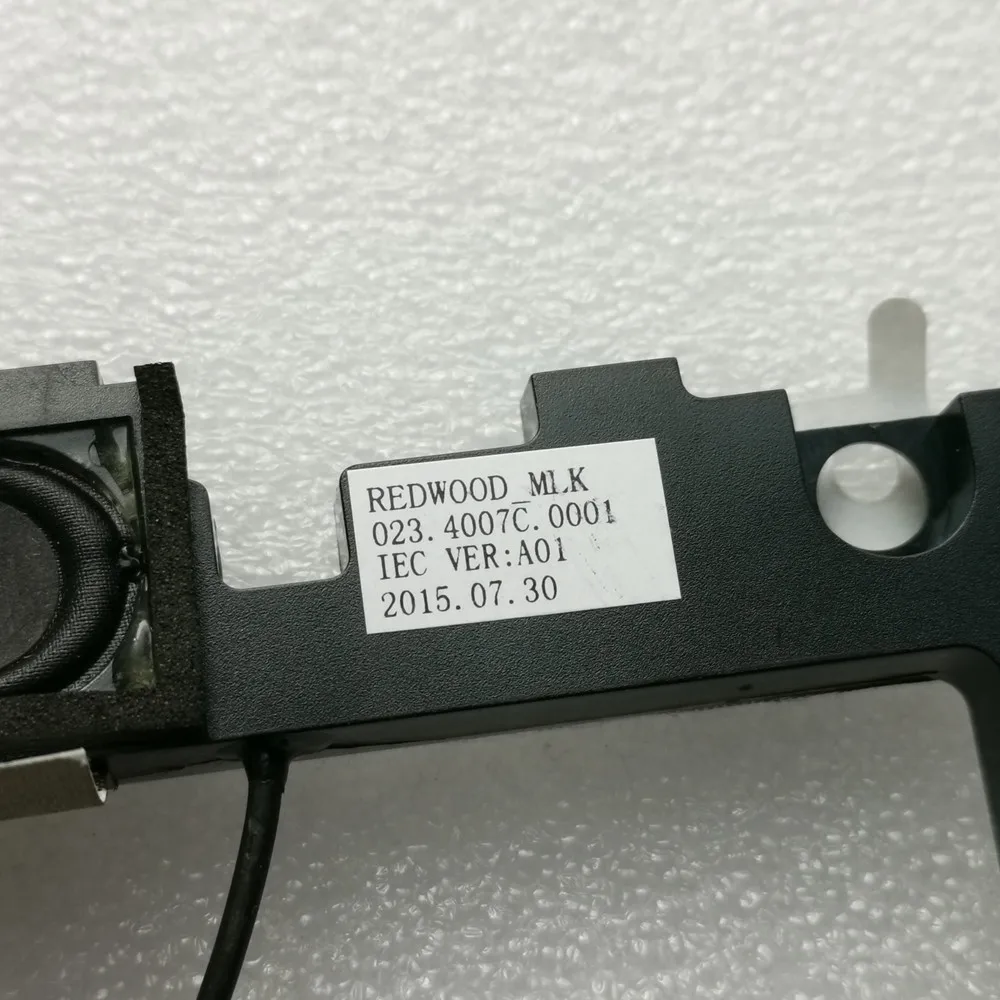 REDWOOD_MLK
023.4007C.0001
IEC VER:A01
2015.07.30